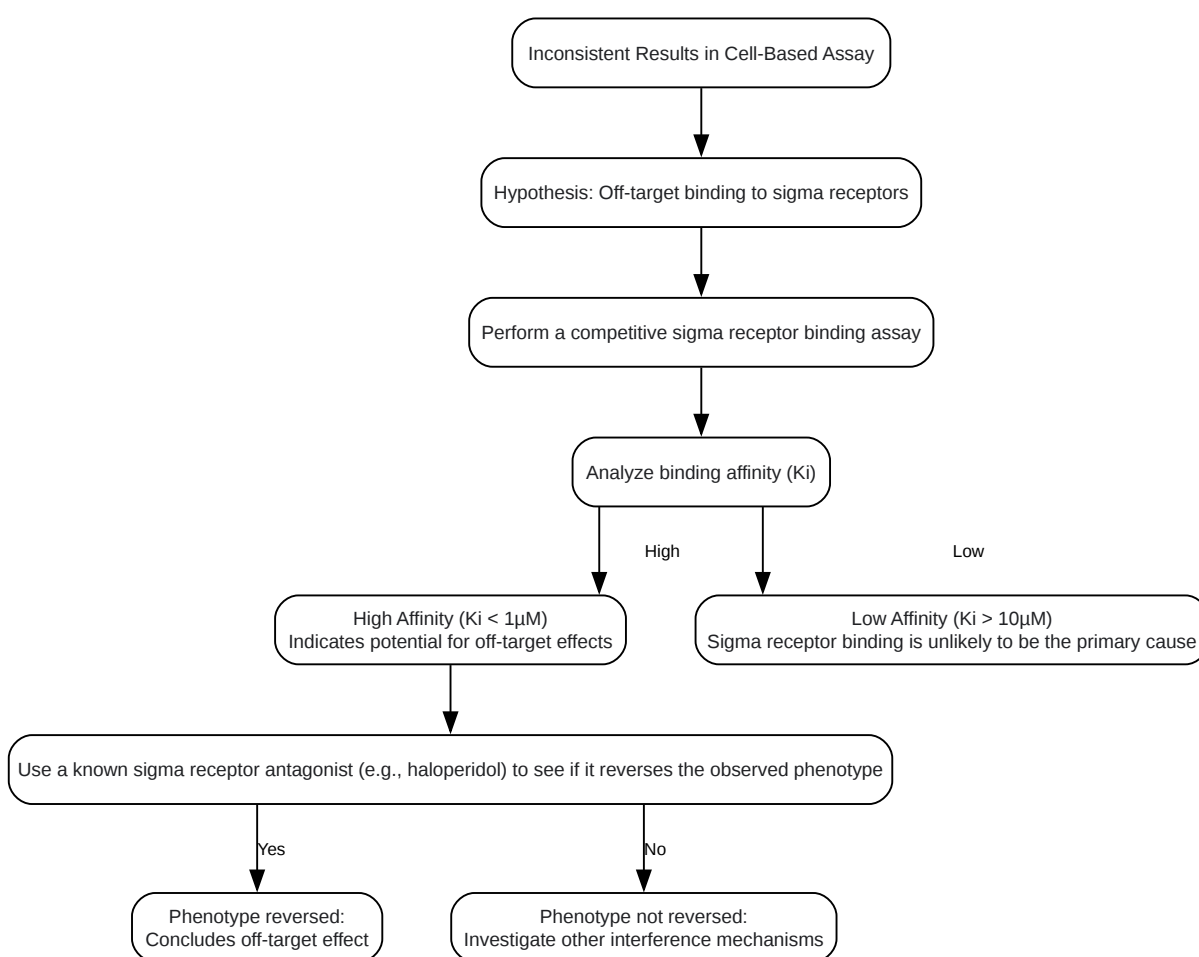 Inconsistent Results in Cell-Based Assay
Hypothesis: Off-target binding to sigma receptors
Perform a competitive sigma receptor binding assay
Analyze binding affinity (Ki)
High
Low
High Affinity (Ki < 1µM)
Indicates potential for off-target effects
Low Affinity (Ki > 10µM)
Sigma receptor binding is unlikely to be the primary cause
Use a known sigma receptor antagonist (e.g., haloperidol) to see if it reverses the observed phenotype
Yes
No
Phenotype reversed:
Concludes off-target effect
Phenotype not reversed:
Investigate other interference mechanisms